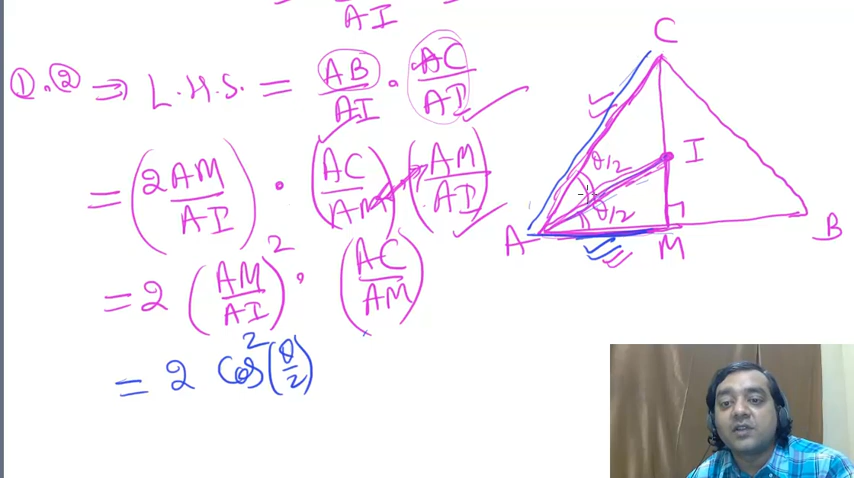 AI
①.② ⇒ L.H.S. = AB/AI · AC/AI
= (2AM/AI) · (AC/AM) (AM/AI)
= 2 (AM/AI)² · (AC/AM)
= 2 cos²(θ/2)
C
I
θ/2
θ/2
A
M
B